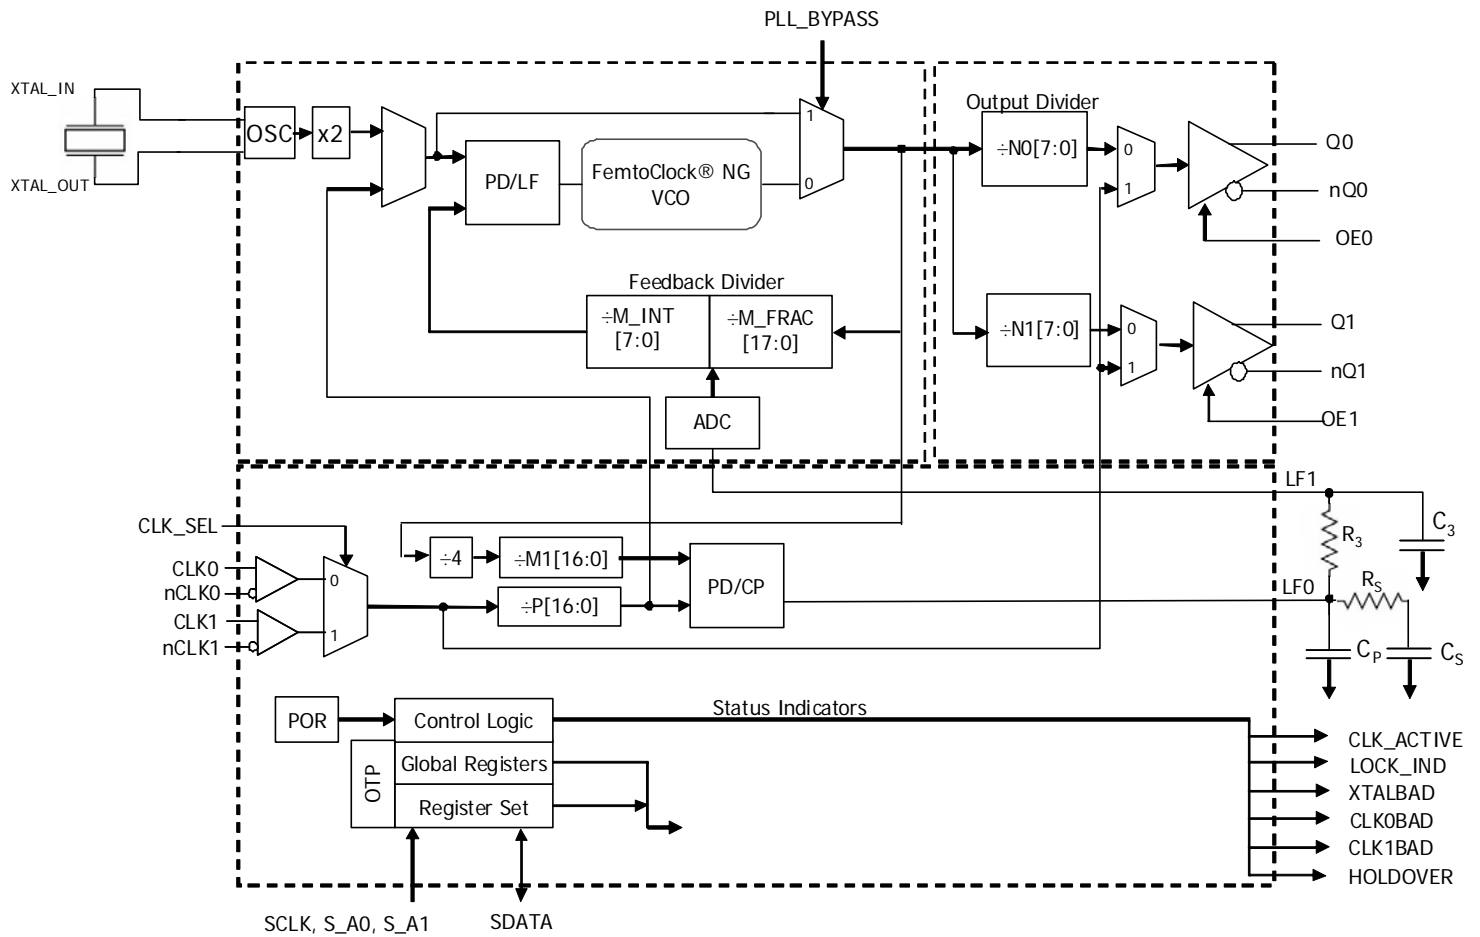 PLL_BYPASS
XTAL_IN
XTAL_OUT
OSC
x2
PD/LF
FemtoClock® NG
VCO
1
0
Output Divider
÷N0[7:0]
0
1
Q0
nQ0
OE0
Feedback Divider
÷M_INT
[7:0]
÷M_FRAC
[17:0]
÷N1[7:0]
0
1
Q1
nQ1
OE1
ADC
LF1
CLK_SEL
CLK0
nCLK0
CLK1
nCLK1
0
1
÷4
÷M1[16:0]
÷P[16:0]
PD/CP
LF0
R3
C3
RS
CP
CS
POR
Control Logic
Global Registers
Register Set
OTP
Status Indicators
CLK_ACTIVE
LOCK_IND
XTALBAD
CLK0BAD
CLK1BAD
HOLDOVER
SCLK, S_A0, S_A1
SDATA